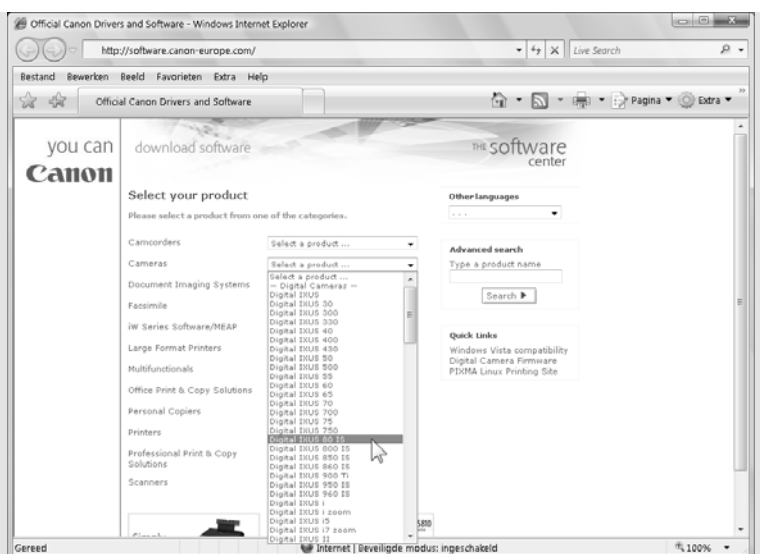 Official Canon Drivers and Software - Windows Internet Explorer
http://software.canon-europe.com/
Live Search
Bestand Bewerken Beeld Favorieten Extra Help
Official Canon Drivers and Software
Pagina
Extra
you can
Canon
download software
THE software
center
Select your product
Please select a product from one of the categories.
Camcorders
Select a product ...
Cameras
Select a product ...
Document Imaging Systems
Facsimile
iW Series Software/MEAP
Large Format Printers
Multifunctionals
Office Print & Copy Solutions
Personal Copiers
Printers
Professional Print & Copy
Solutions
Scanners
Select a product ...
-- Digital Cameras --
Digital IXUS
Digital IXUS 30
Digital IXUS 300
Digital IXUS 330
Digital IXUS 40
Digital IXUS 400
Digital IXUS 430
Digital IXUS 50
Digital IXUS 500
Digital IXUS 55
Digital IXUS 60
Digital IXUS 65
Digital IXUS 70
Digital IXUS 700
Digital IXUS 75
Digital IXUS 750
Digital IXUS 80 IS
Digital IXUS 800 IS
Digital IXUS 850 IS
Digital IXUS 860 IS
Digital IXUS 900 Ti
Digital IXUS 950 IS
Digital IXUS 960 IS
Digital IXUS i
Digital IXUS i zoom
Digital IXUS i5
Digital IXUS i7 zoom
Digital IXUS II
Other languages
...
Advanced search
Type a product name
Search
Quick Links
Windows Vista compatibility
Digital Camera Firmware
PIXMA Linux Printing Site
Gereed
Internet | Beveiligde modus: ingeschakeld
100%